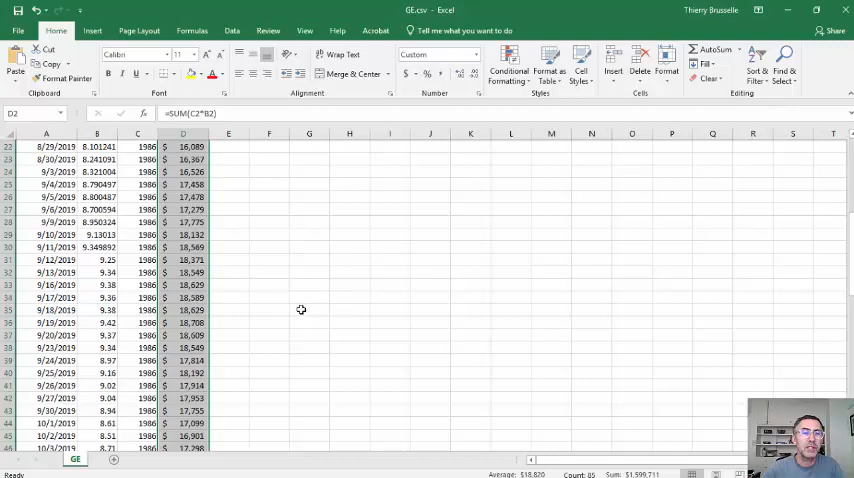 GE.csv - Excel
Thierry Brusselle
File Home Insert Page Layout Formulas Data Review View Help Acrobat Tell me what you want to do Share
Cut
Copy
Format Painter
Paste
Clipboard
Calibri 11
B I U
Font
Wrap Text
Merge & Center
Alignment
Custom
$ % ,
Number
Conditional Formatting
Format as Table
Cell Styles
Styles
Insert Delete Format
Cells
AutoSum
Fill
Clear
Sort & Filter
Find & Select
Editing
D2 fx =SUM(C2*B2)
A B C D E F G H I J K L M N O P Q R S T
22 8/29/2019 8.101241 1986 $ 16,089
23 8/30/2019 8.241091 1986 $ 16,367
24 9/3/2019 8.321004 1986 $ 16,526
25 9/4/2019 8.790497 1986 $ 17,458
26 9/5/2019 8.800487 1986 $ 17,478
27 9/6/2019 8.700594 1986 $ 17,279
28 9/9/2019 8.950324 1986 $ 17,775
29 9/10/2019 9.13013 1986 $ 18,132
30 9/11/2019 9.349892 1986 $ 18,569
31 9/12/2019 9.25 1986 $ 18,371
32 9/13/2019 9.34 1986 $ 18,549
33 9/16/2019 9.38 1986 $ 18,629
34 9/17/2019 9.36 1986 $ 18,589
35 9/18/2019 9.38 1986 $ 18,629
36 9/19/2019 9.42 1986 $ 18,708
37 9/20/2019 9.37 1986 $ 18,609
38 9/23/2019 9.34 1986 $ 18,549
39 9/24/2019 8.97 1986 $ 17,814
40 9/25/2019 9.16 1986 $ 18,192
41 9/26/2019 9.02 1986 $ 17,914
42 9/27/2019 9.04 1986 $ 17,953
43 9/30/2019 8.94 1986 $ 17,755
44 10/1/2019 8.61 1986 $ 17,099
45 10/2/2019 8.51 1986 $ 16,901
46 10/3/2019 8.71 1986 $ 17,298
GE
Ready Average: $18,820 Count: 85 Sum: $1,599,711